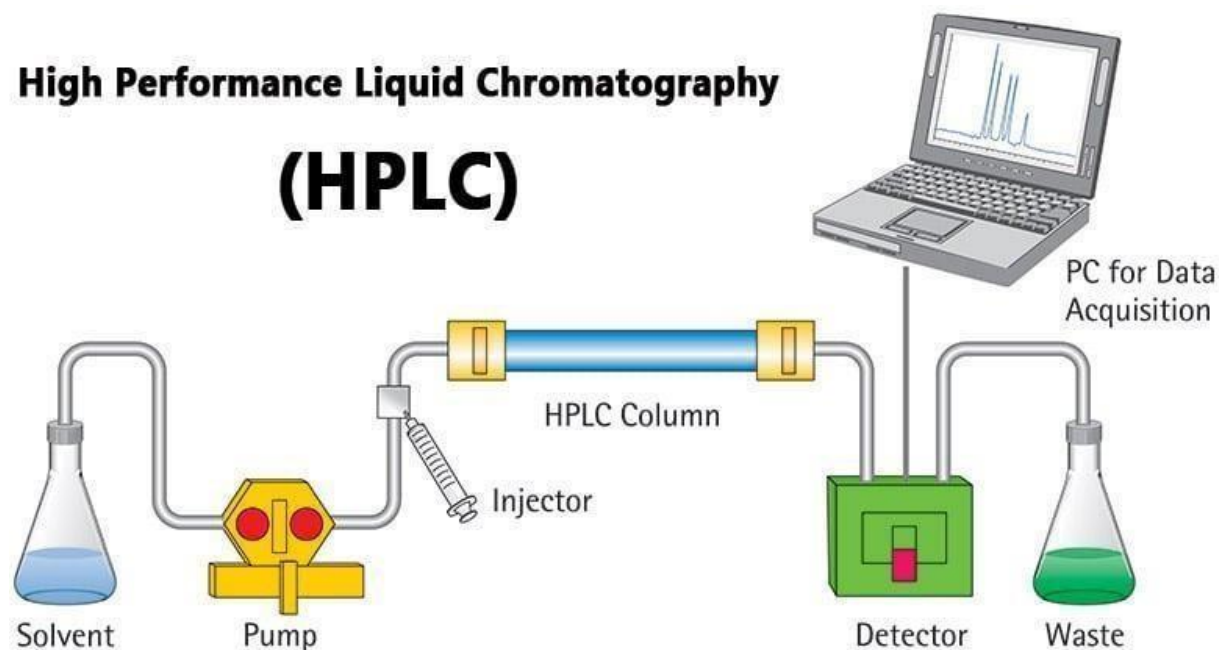 High Performance Liquid Chromatography
(HPLC)
PC for Data
Acquisition
HPLC Column
Injector
Solvent
Pump
Detector
Waste